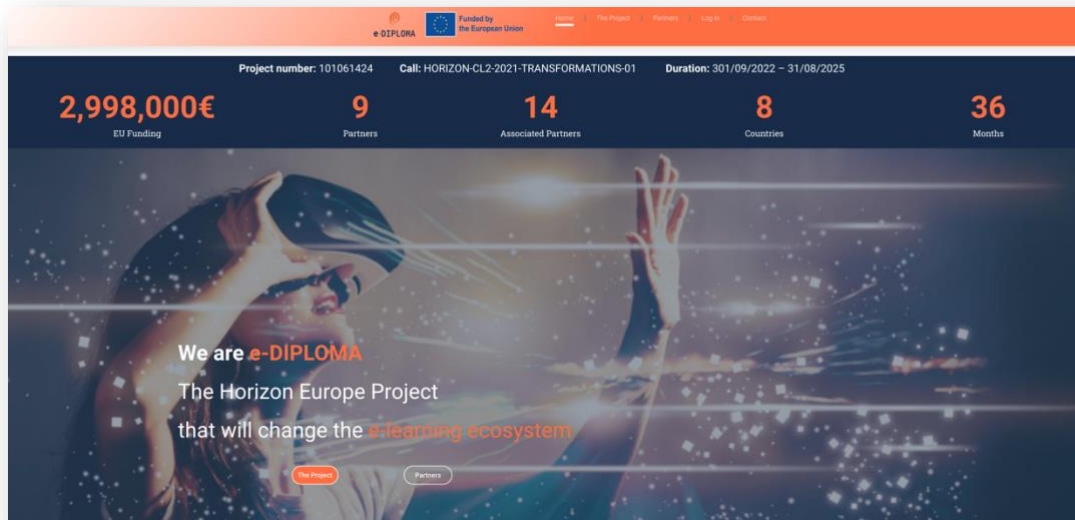 e-DIPLOMA
Funded by
the European Union
Home | The Project | Partners | Log in | Contact
Project number: 101061424 Call: HORIZON-CL2-2021-TRANSFORMATIONS-01 Duration: 301/09/2022 – 31/08/2025
2,998,000€ 9 14 8 36
EU Funding Partners Associated Partners Countries Months
We are e-DIPLOMA
The Horizon Europe Project
that will change the e-learning ecosystem
The Project Partners